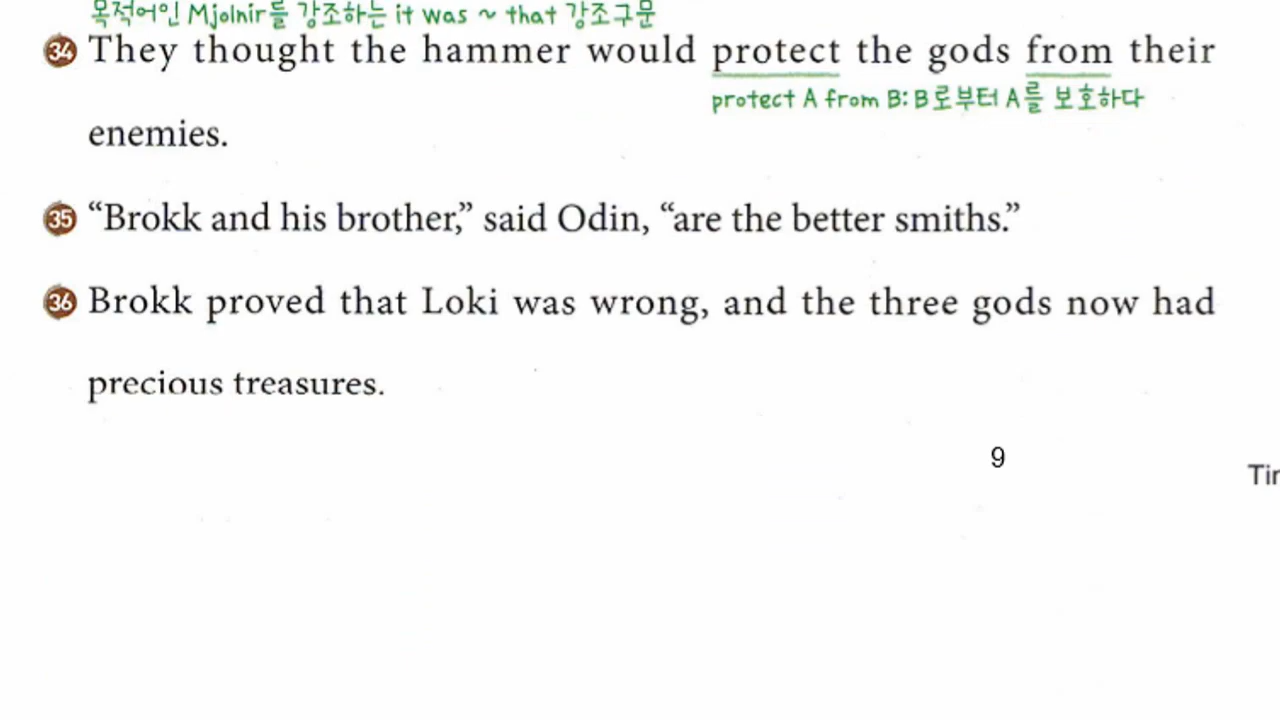 목적어인 Mjolnir를 강조하는 it was ~ that 강조구문
34 They thought the hammer would protect the gods from their
protect A from B: B로부터 A를 보호하다
enemies.
35 “Brokk and his brother,” said Odin, “are the better smiths.”
36 Brokk proved that Loki was wrong, and the three gods now had
precious treasures.
9